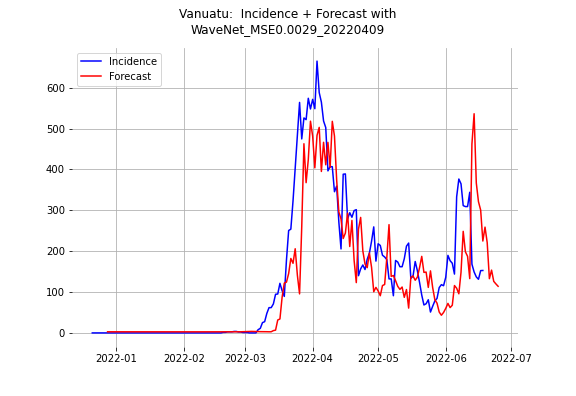 Vanuatu:  Incidence + Forecast with
WaveNet_MSE0.0029_20220409
Incidence
Forecast
600
500
400
300
200
100
0
2022-01 2022-02 2022-03 2022-04 2022-05 2022-06 2022-07